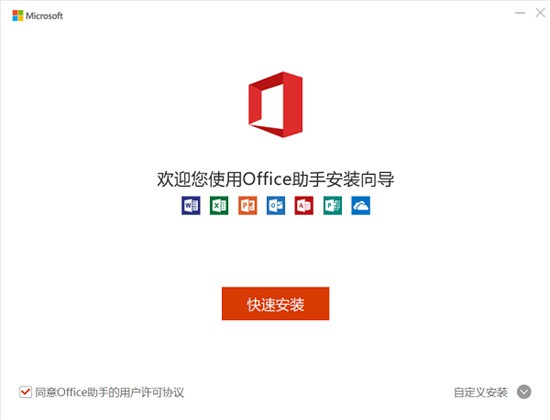 Microsoft
欢迎您使用Office助手安装向导
W X P O A P
快速安装
同意Office助手的用户许可协议
自定义安装